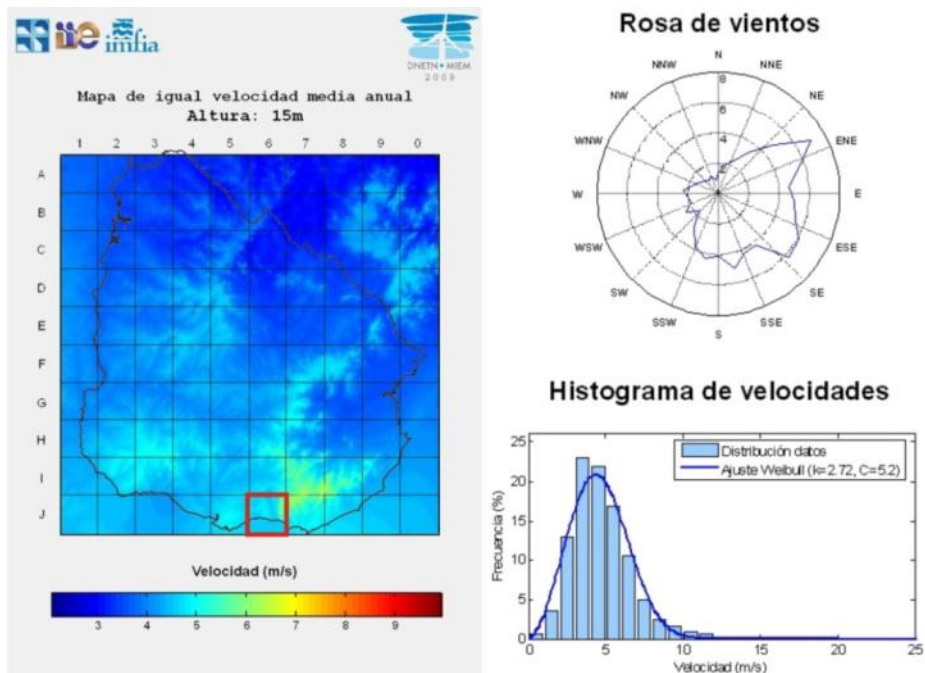 iie imfia
DNETN • MIEM
2009
Mapa de igual velocidad media anual
Altura: 15m
1 2 3 4 5 6 7 8 9 0
A
B
C
D
E
F
G
H
I
J
Velocidad (m/s)
3 4 5 6 7 8 9
Rosa de vientos
N
NNE
NE
ENE
E
ESE
SE
SSE
S
SSW
SW
WSW
W
WNW
NW
NNW
8
6
4
2
Histograma de velocidades
Distribución datos
Ajuste Weibull (k=2.72, C=5.2)
Frecuencia (%)
25
20
15
10
5
0
0 5 10 15 20 25
Velocidad (m/s)